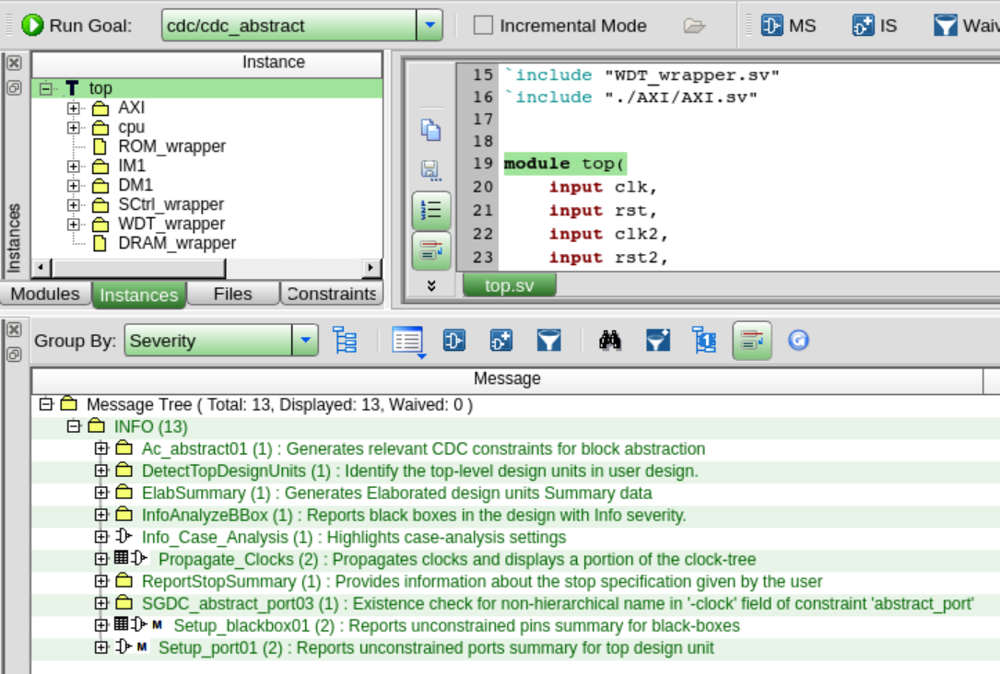 Run Goal: cdc/cdc_abstract Incremental Mode MS IS Waiv
Instance
top
AXI
cpu
ROM_wrapper
IM1
DM1
SCtrl_wrapper
WDT_wrapper
DRAM_wrapper
Instances
Modules Instances Files Constraints
15 `include "WDT_wrapper.sv"
16 `include "./AXI/AXI.sv"
17
18
19 module top(
20 input clk,
21 input rst,
22 input clk2,
23 input rst2,
top.sv
Group By: Severity
Message
Message Tree ( Total: 13, Displayed: 13, Waived: 0 )
INFO (13)
Ac_abstract01 (1) : Generates relevant CDC constraints for block abstraction
DetectTopDesignUnits (1) : Identify the top-level design units in user design.
ElabSummary (1) : Generates Elaborated design units Summary data
InfoAnalyzeBBox (1) : Reports black boxes in the design with Info severity.
Info_Case_Analysis (1) : Highlights case-analysis settings
Propagate_Clocks (2) : Propagates clocks and displays a portion of the clock-tree
ReportStopSummary (1) : Provides information about the stop specification given by the user
SGDC_abstract_port03 (1) : Existence check for non-hierarchical name in '-clock' field of constraint 'abstract_port'
M Setup_blackbox01 (2) : Reports unconstrained pins summary for black-boxes
M Setup_port01 (2) : Reports unconstrained ports summary for top design unit